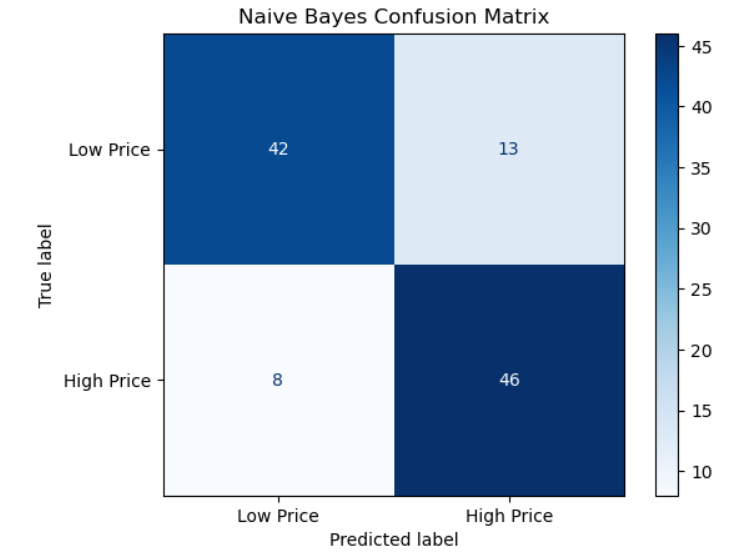 Naive Bayes Confusion Matrix
Low Price
42
13
High Price
8
46
True label
Low Price
High Price
Predicted label
45
40
35
30
25
20
15
10